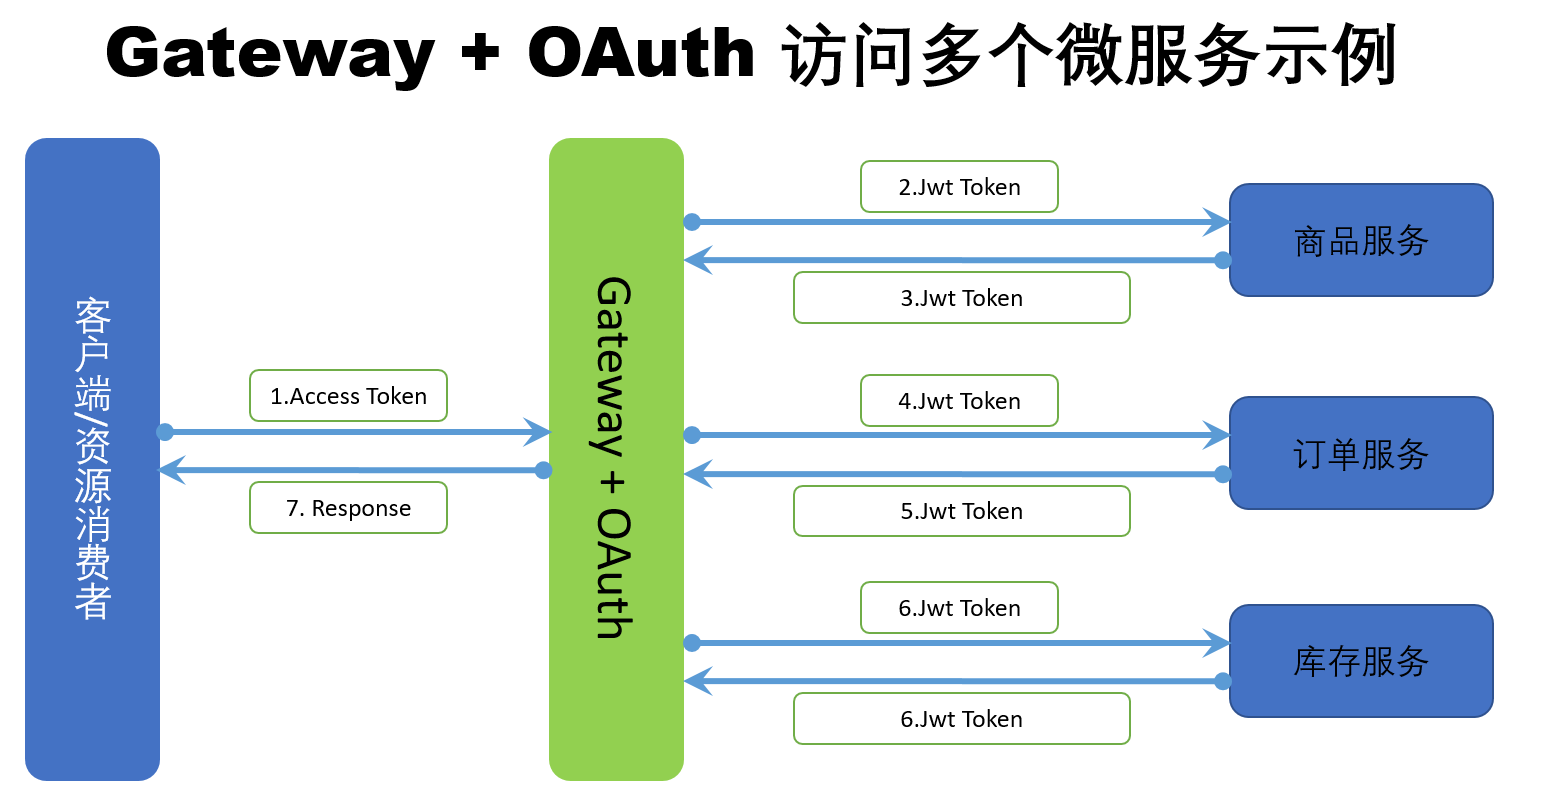 Gateway + OAuth 访问多个微服务示例
客户端/资源消费者
1.Access Token
7. Response
Gateway + OAuth
2.Jwt Token
3.Jwt Token
商品服务
4.Jwt Token
5.Jwt Token
订单服务
6.Jwt Token
6.Jwt Token
库存服务